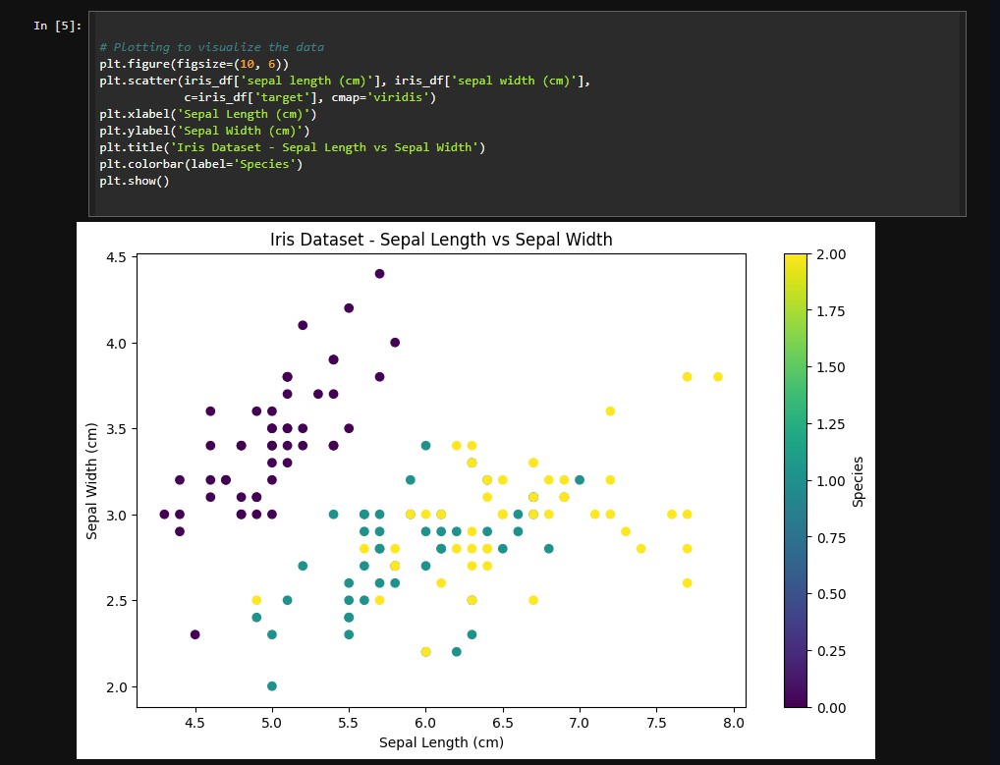 In [5]:
# Plotting to visualize the data
plt.figure(figsize=(10, 6))
plt.scatter(iris_df['sepal length (cm)'], iris_df['sepal width (cm)'],
            c=iris_df['target'], cmap='viridis')
plt.xlabel('Sepal Length (cm)')
plt.ylabel('Sepal Width (cm)')
plt.title('Iris Dataset - Sepal Length vs Sepal Width')
plt.colorbar(label='Species')
plt.show()
Iris Dataset - Sepal Length vs Sepal Width
4.5
4.0
3.5
3.0
2.5
2.0
Sepal Width (cm)
4.5 5.0 5.5 6.0 6.5 7.0 7.5 8.0
Sepal Length (cm)
2.00
1.75
1.50
1.25
1.00
0.75
0.50
0.25
0.00
Species